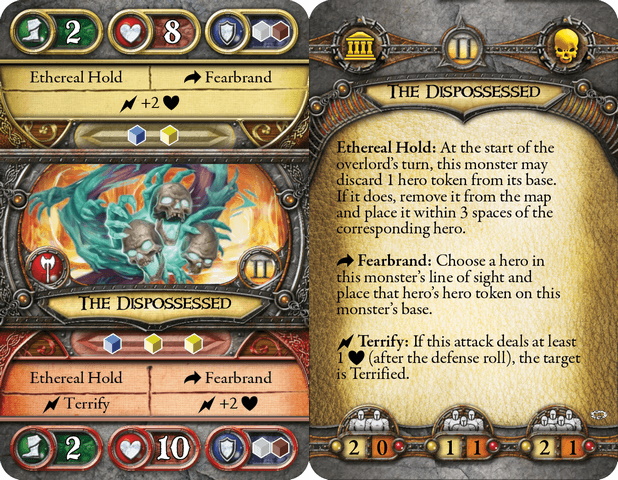 2 8
Ethereal Hold Fearbrand
+2
II
THE DISPOSSESSED
Ethereal Hold Fearbrand
Terrify +2
2 10
II
THE DISPOSSESSED
Ethereal Hold: At the start of the
overlord's turn, this monster may
discard 1 hero token from its base.
If it does, remove it from the map
and place it within 3 spaces of the
corresponding hero.
Fearbrand: Choose a hero in
this monster's line of sight and
place that hero's hero token on this
monster's base.
Terrify: If this attack deals at least
1 (after the defense roll), the target
is Terrified.
2 0 1 1 2 1